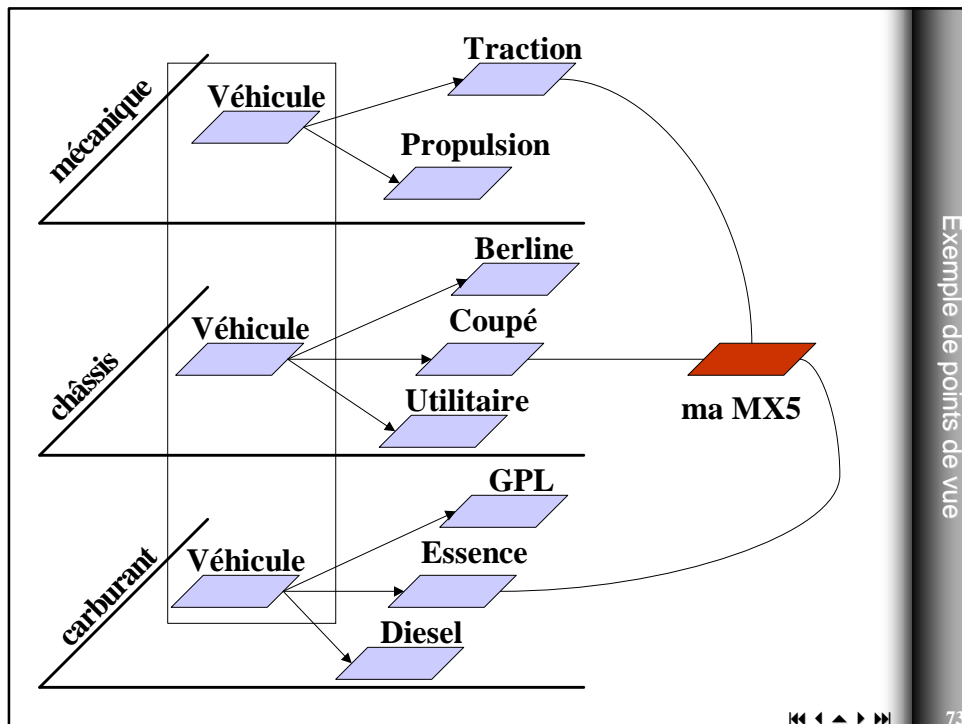 Traction
mécanique
Véhicule
Propulsion
Berline
châssis
Véhicule
Coupé
Utilitaire
ma MX5
GPL
carburant
Véhicule
Essence
Diesel
Exemple de points de vue
73